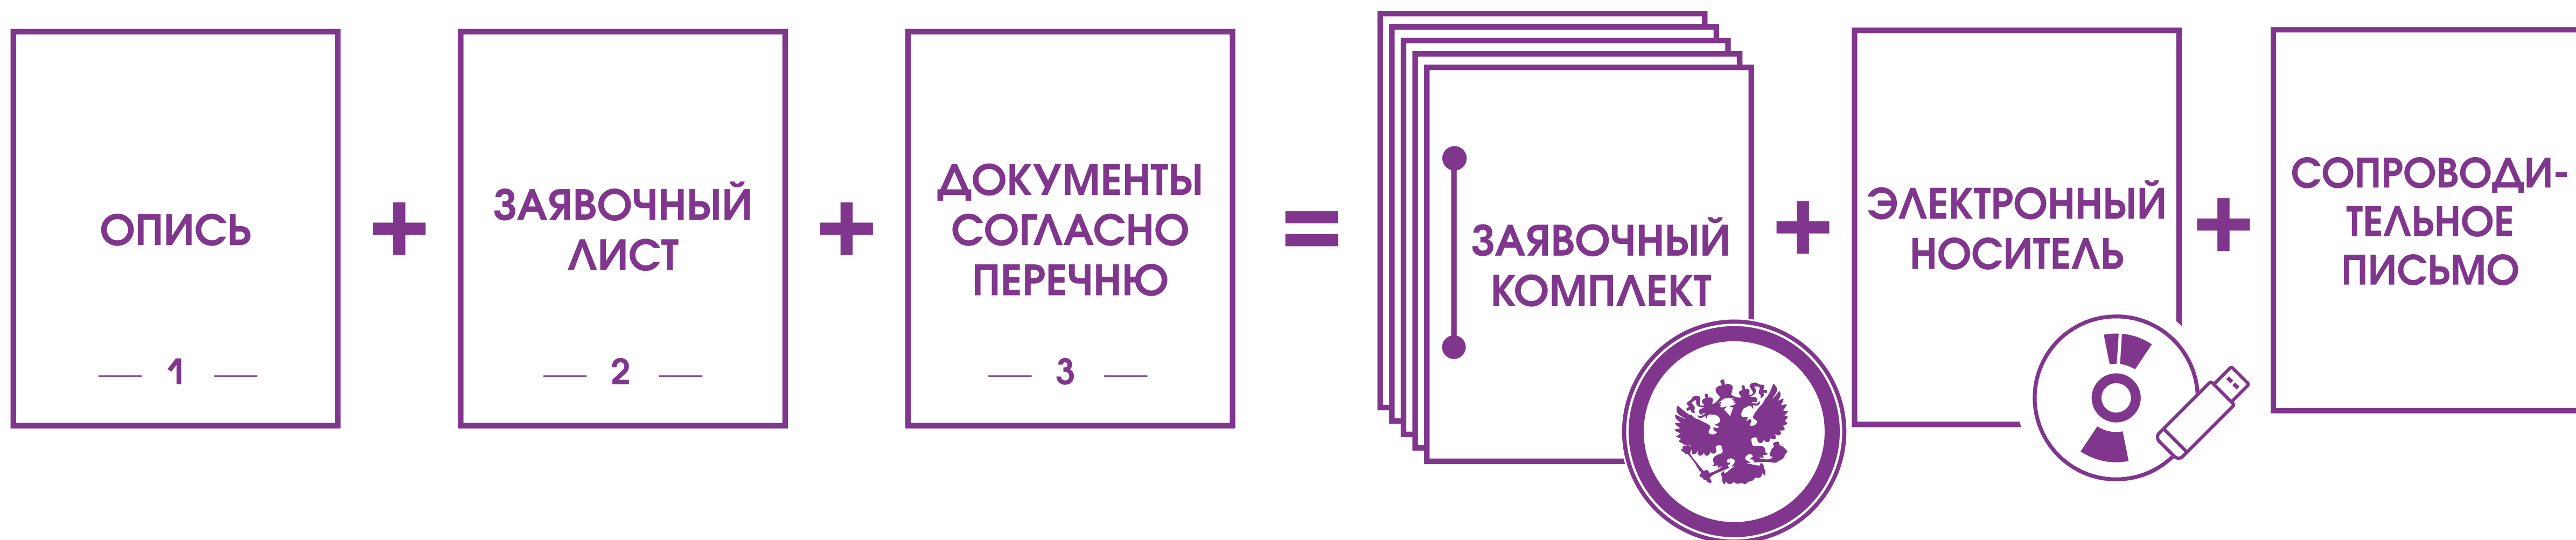 ОПИСЬ
1
+
ЗАЯВОЧНЫЙ
ЛИСТ
2
+
ДОКУМЕНТЫ
СОГЛАСНО
ПЕРЕЧНЮ
3
=
ЗАЯВОЧНЫЙ
КОМПЛЕКТ
+
ЭЛЕКТРОННЫЙ
НОСИТЕЛЬ
+
СОПРОВОДИ-
ТЕЛЬНОЕ
ПИСЬМО